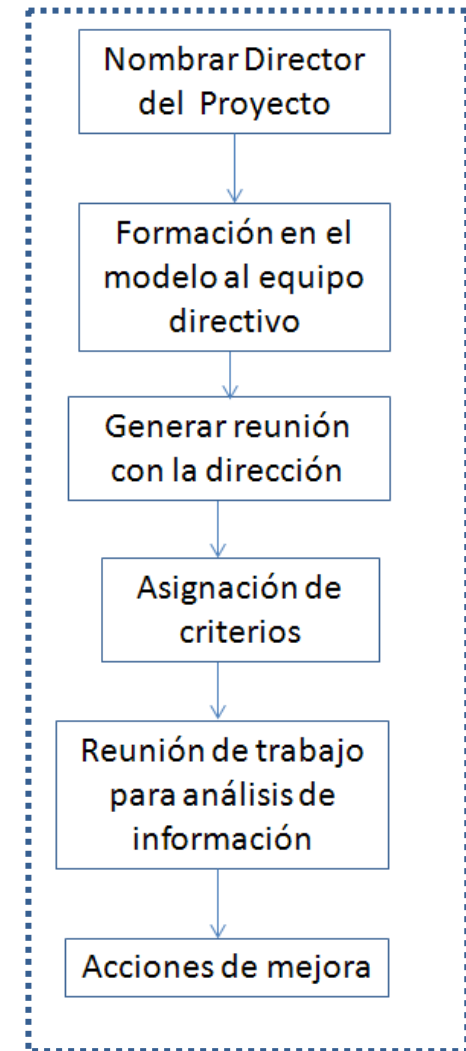 Nombrar Director
del Proyecto
Formación en el
modelo al equipo
directivo
Generar reunión
con la dirección
Asignación de
criterios
Reunión de trabajo
para análisis de
información
Acciones de mejora